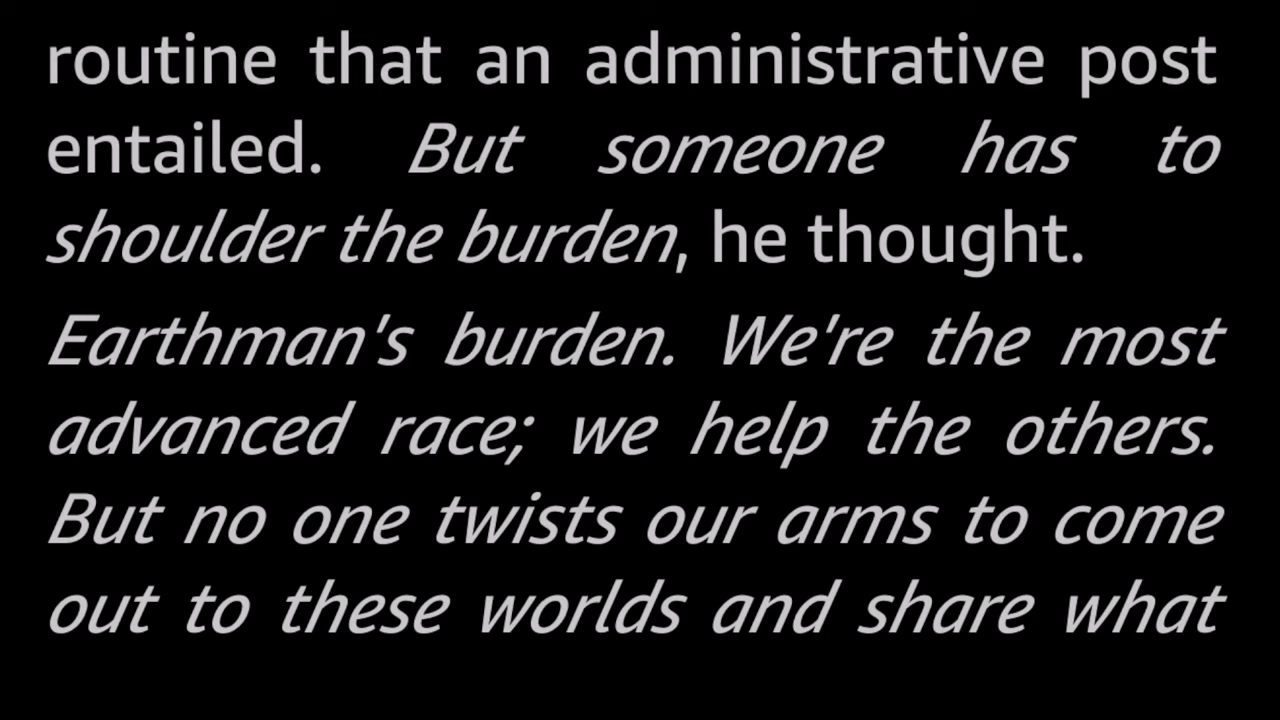 routine that an administrative post
entailed. But someone has to
shoulder the burden, he thought.
Earthman's burden. We're the most
advanced race; we help the others.
But no one twists our arms to come
out to these worlds and share what